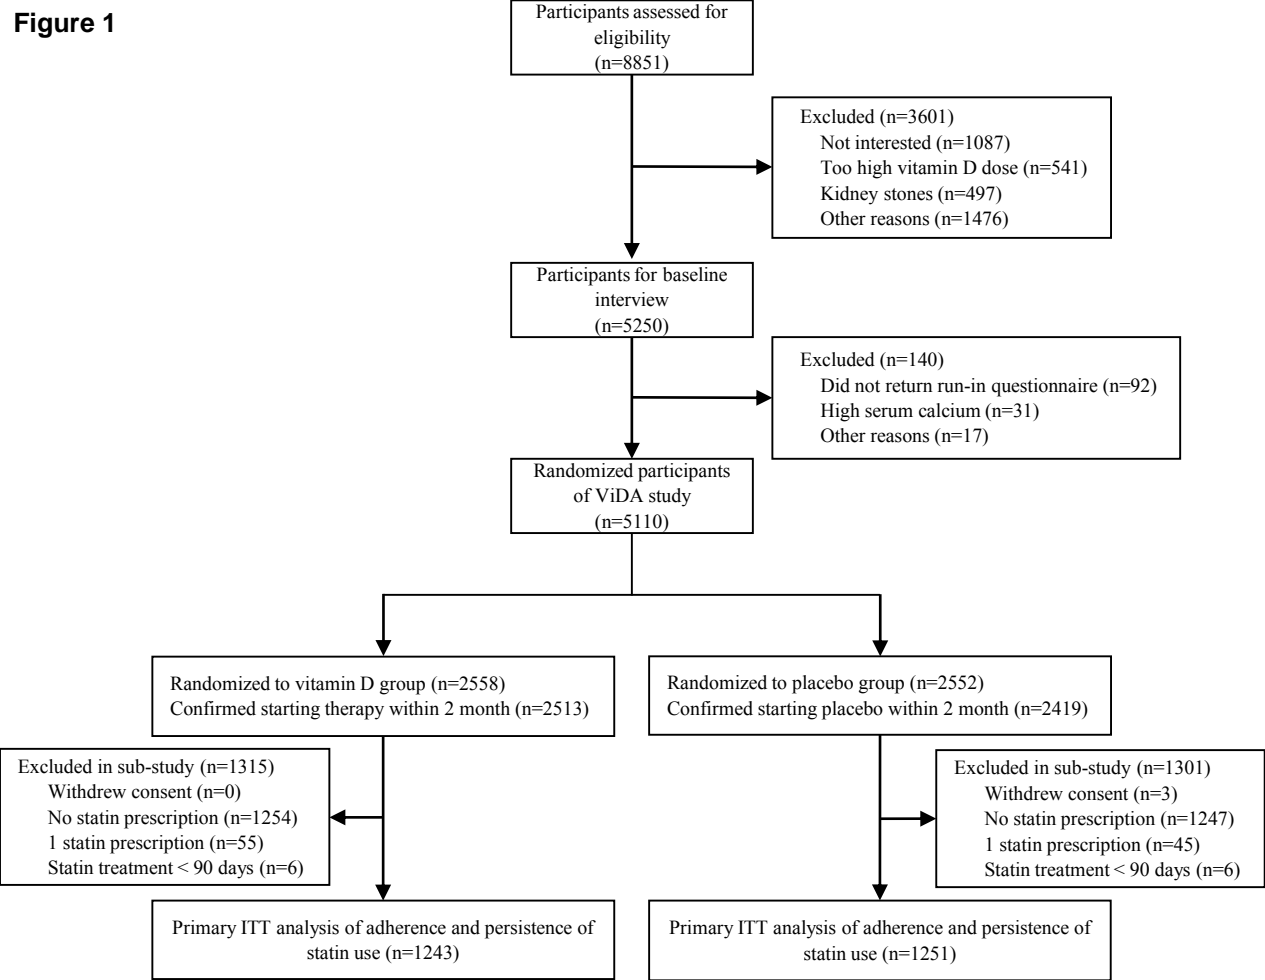 Figure 1
Participants assessed for
eligibility
(n=8851)
Excluded (n=3601)
Not interested (n=1087)
Too high vitamin D dose (n=541)
Kidney stones (n=497)
Other reasons (n=1476)
Participants for baseline
interview
(n=5250)
Excluded (n=140)
Did not return run-in questionnaire (n=92)
High serum calcium (n=31)
Other reasons (n=17)
Randomized participants
of ViDA study
(n=5110)
Randomized to vitamin D group (n=2558)
Confirmed starting therapy within 2 month (n=2513)
Randomized to placebo group (n=2552)
Confirmed starting placebo within 2 month (n=2419)
Excluded in sub-study (n=1315)
Withdrew consent (n=0)
No statin prescription (n=1254)
1 statin prescription (n=55)
Statin treatment < 90 days (n=6)
Excluded in sub-study (n=1301)
Withdrew consent (n=3)
No statin prescription (n=1247)
1 statin prescription (n=45)
Statin treatment < 90 days (n=6)
Primary ITT analysis of adherence and persistence of
statin use (n=1243)
Primary ITT analysis of adherence and persistence of
statin use (n=1251)